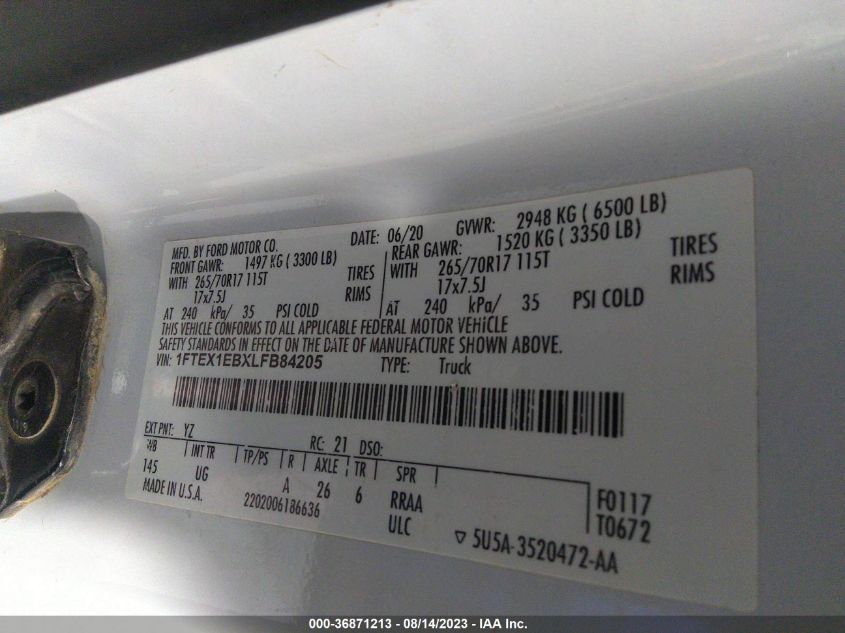 MFD. BY FORD MOTOR CO. DATE: 06/20 GVWR: 2948 KG ( 6500 LB)
FRONT GAWR: 1497 KG ( 3300 LB) REAR GAWR: 1520 KG ( 3350 LB)
WITH 265/70R17 115T TIRES WITH 265/70R17 115T TIRES
17x7.5J RIMS 17x7.5J RIMS
AT 240 kPa/ 35 PSI COLD AT 240 kPa/ 35 PSI COLD
THIS VEHICLE CONFORMS TO ALL APPLICABLE FEDERAL MOTOR VEHICLE
SAFETY STANDARDS IN EFFECT ON THE DATE OF MANUFACTURE SHOWN ABOVE.
VIN: 1FTEX1EBXLFB84205 TYPE: Truck
EXT PNT: YZ RC: 21 DSO:
WB INT TR TP/PS R AXLE TR SPR
145 UG A 26 6 RRAA F0117
MADE IN U.S.A. 2202006186636 ULC T0672
▽ 5U5A-3520472-AA
000-36871213 - 08/14/2023 - IAA Inc.